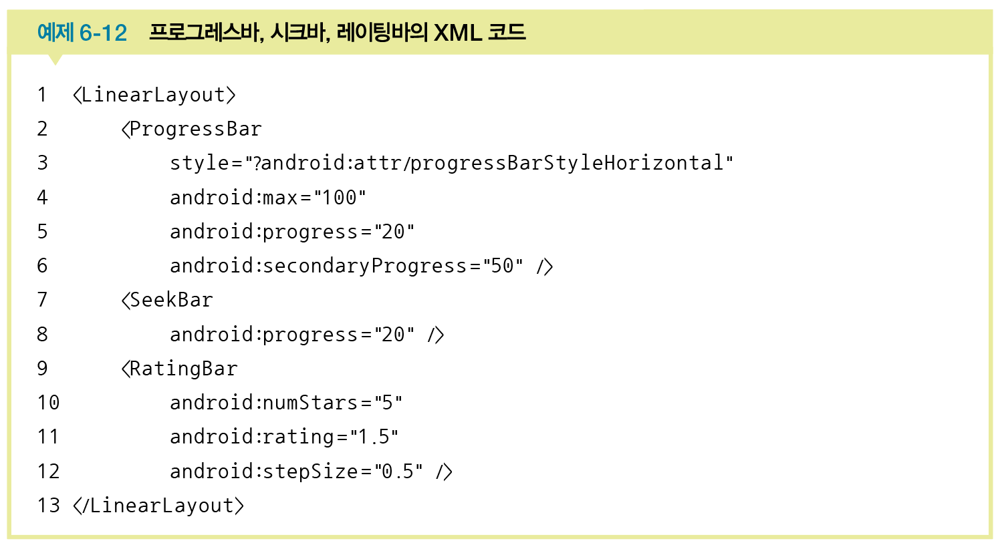 예제 6-12 프로그레스바, 시크바, 레이팅바의 XML 코드
1 <LinearLayout>
2 <ProgressBar
3 style="?android:attr/progressBarStyleHorizontal"
4 android:max="100"
5 android:progress="20"
6 android:secondaryProgress="50" />
7 <SeekBar
8 android:progress="20" />
9 <RatingBar
10 android:numStars="5"
11 android:rating="1.5"
12 android:stepSize="0.5" />
13 </LinearLayout>